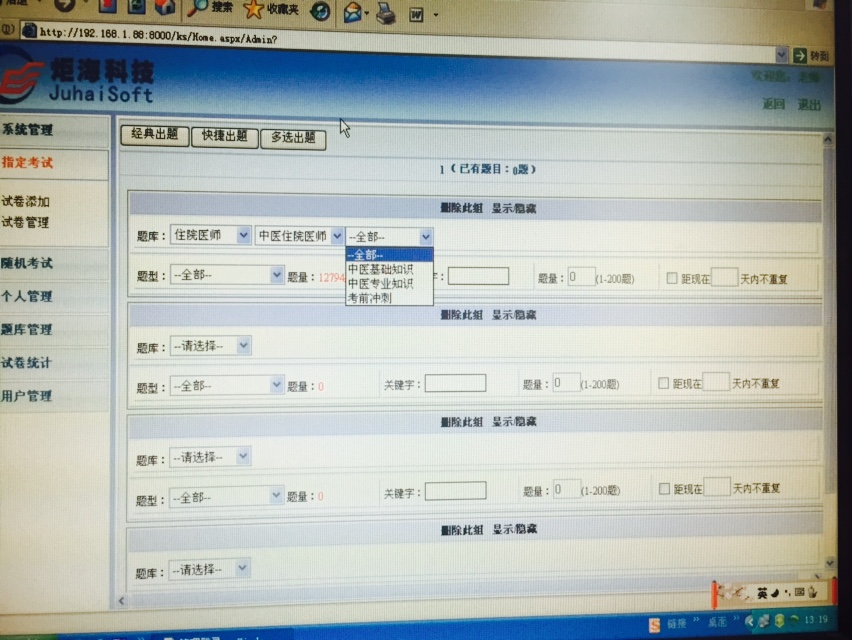 搜索 收藏夹
http://192.168.1.88:8000/ks/Home.aspx/Admin?
转到
炬海科技
JuhaiSoft
返回 退出
系统管理
指定考试
试卷添加
试卷管理
随机考试
个人管理
题库管理
试卷统计
用户管理
经典出题 快捷出题 多选出题
1 (已有题目：0题)
删除此组 显示/隐藏
题库： 住院医师 中医住院医师 --全部--
--全部--
中医基础知识
中医专业知识
考前冲刺
题型： --全部-- 题量：12794 题量： 0 (1-200题) 距现在 天内不重复
删除此组 显示/隐藏
题库： --请选择--
题型： --全部-- 题量：0 关键字： 题量： 0 (1-200题) 距现在 天内不重复
删除此组 显示/隐藏
题库： --请选择--
题型： --全部-- 题量：0 关键字： 题量： 0 (1-200题) 距现在 天内不重复
删除此组 显示/隐藏
题库： --请选择--
英
链接 » 桌面 » 13:19